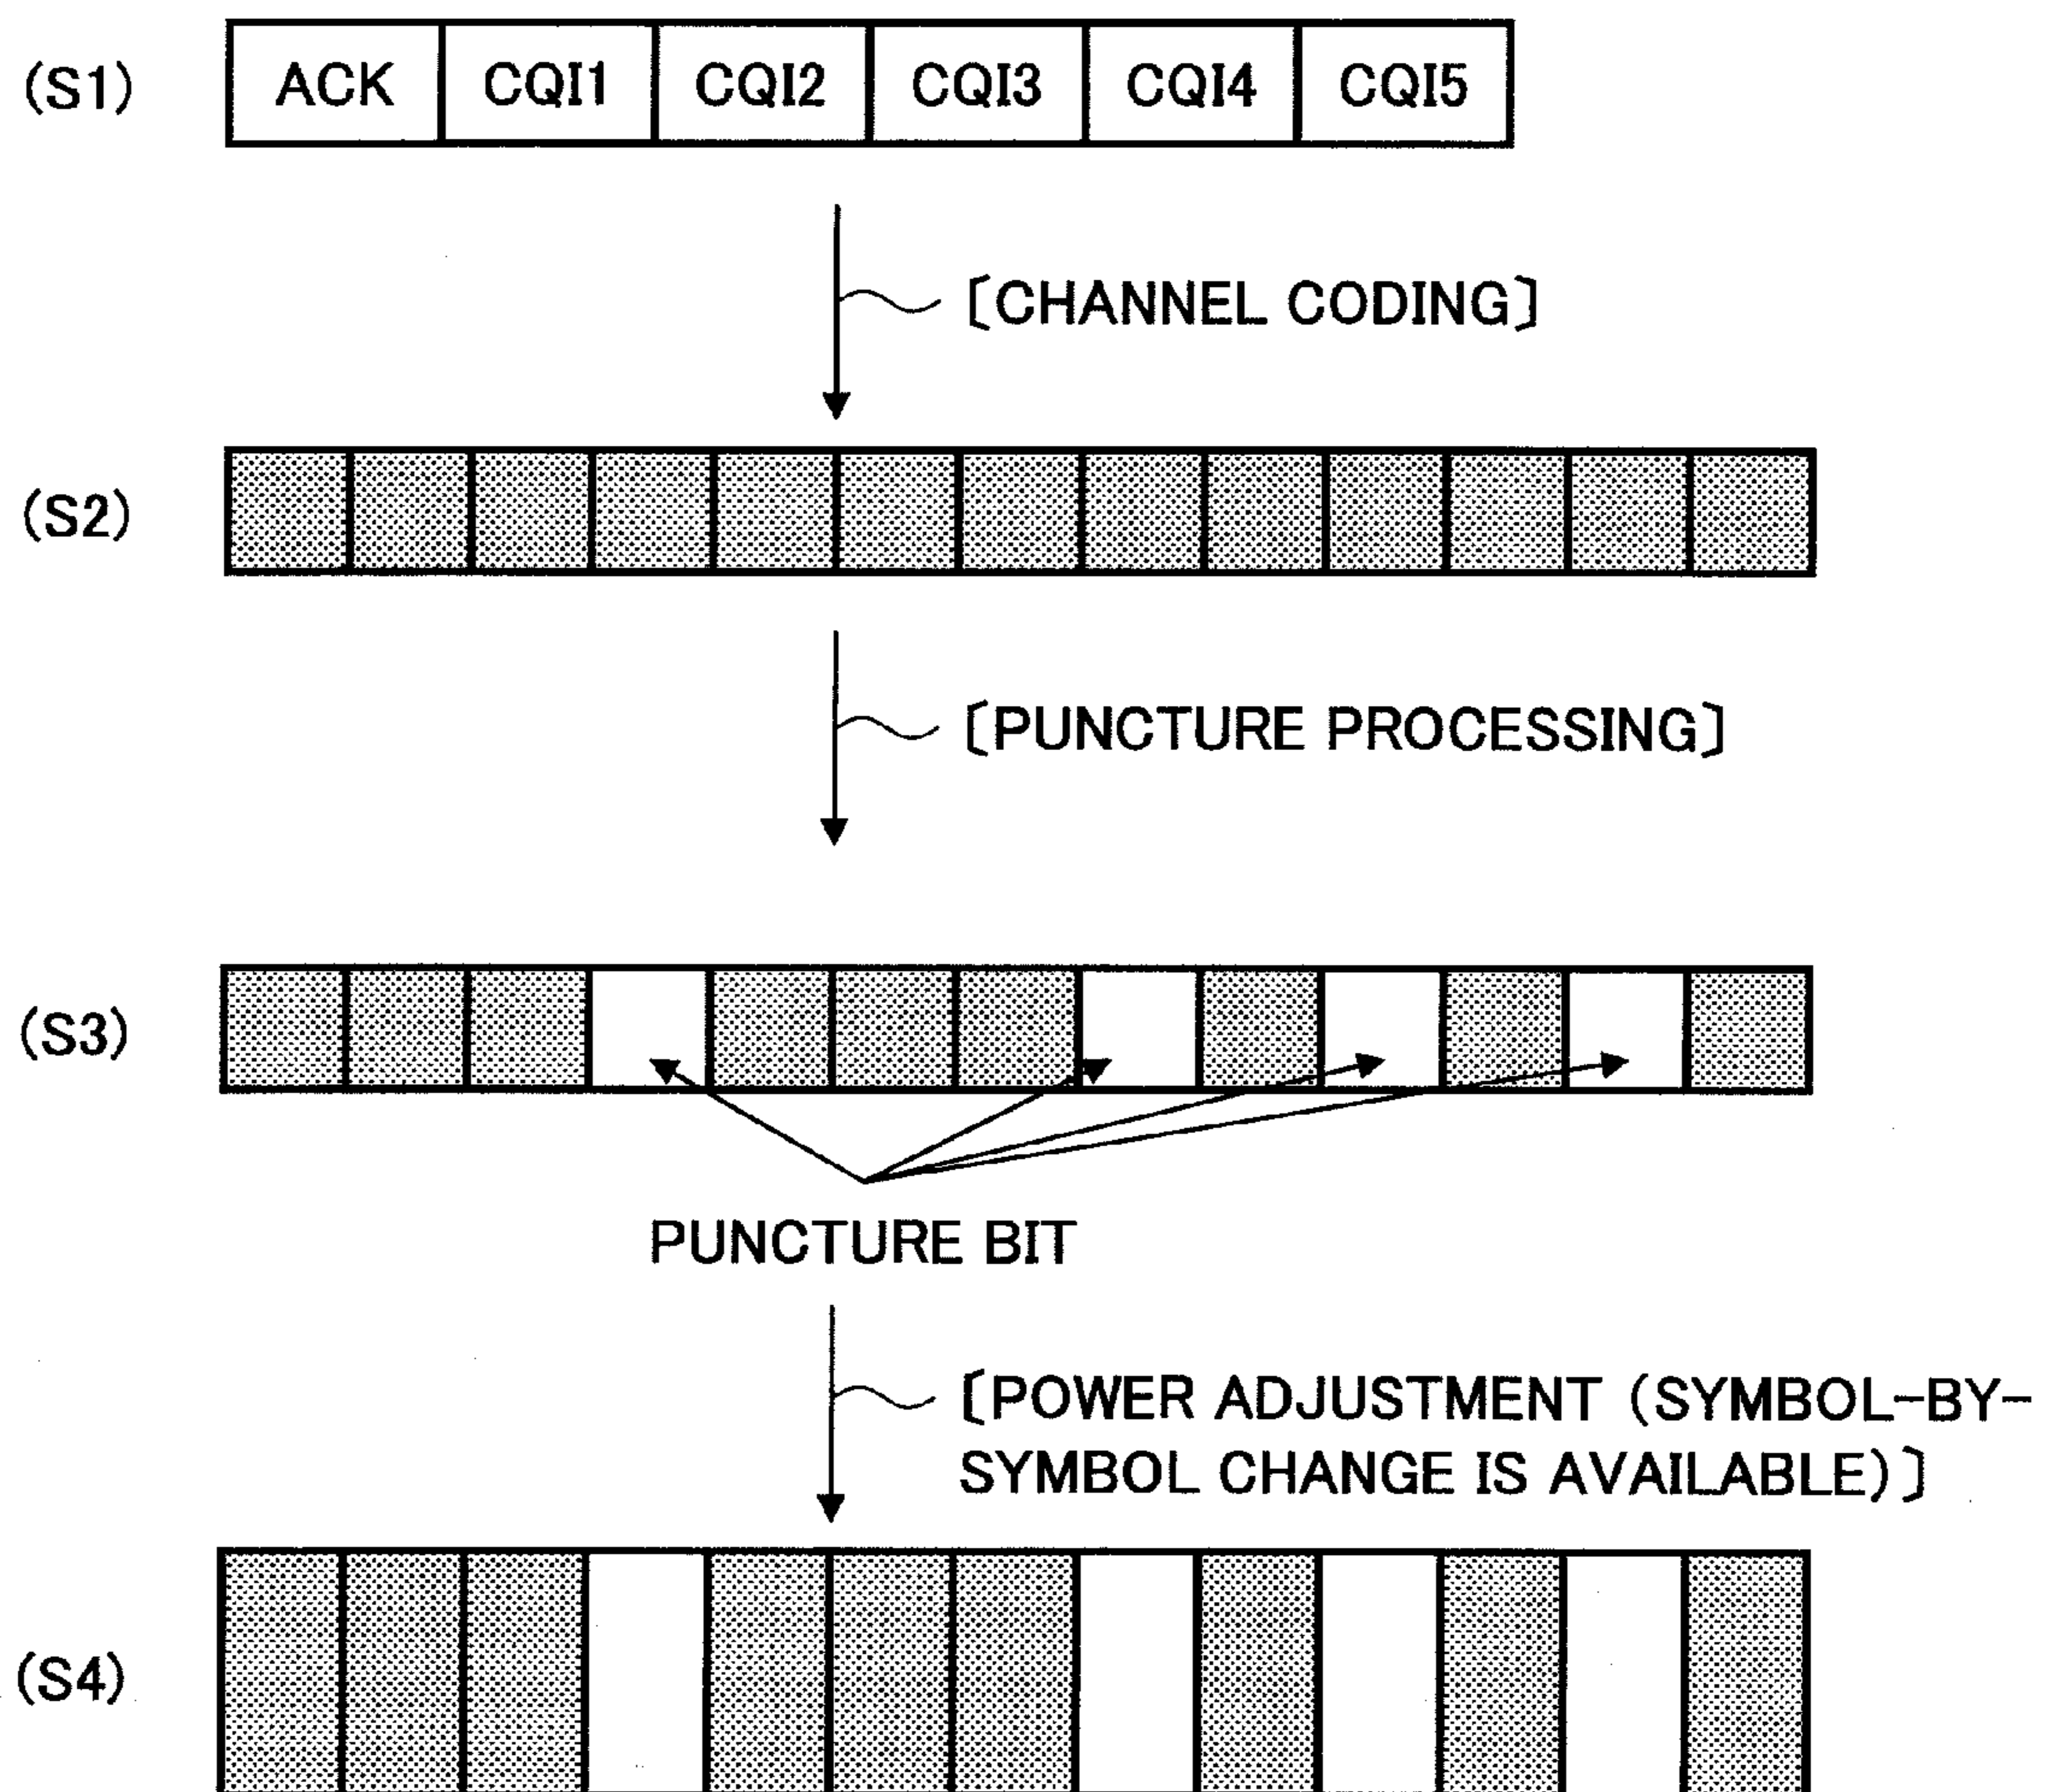 (S1) ACK CQI1 CQI2 CQI3 CQI4 CQI5
〔CHANNEL CODING〕
(S2)
〔PUNCTURE PROCESSING〕
(S3)
PUNCTURE BIT
〔POWER ADJUSTMENT (SYMBOL-BY-
SYMBOL CHANGE IS AVAILABLE)〕
(S4)